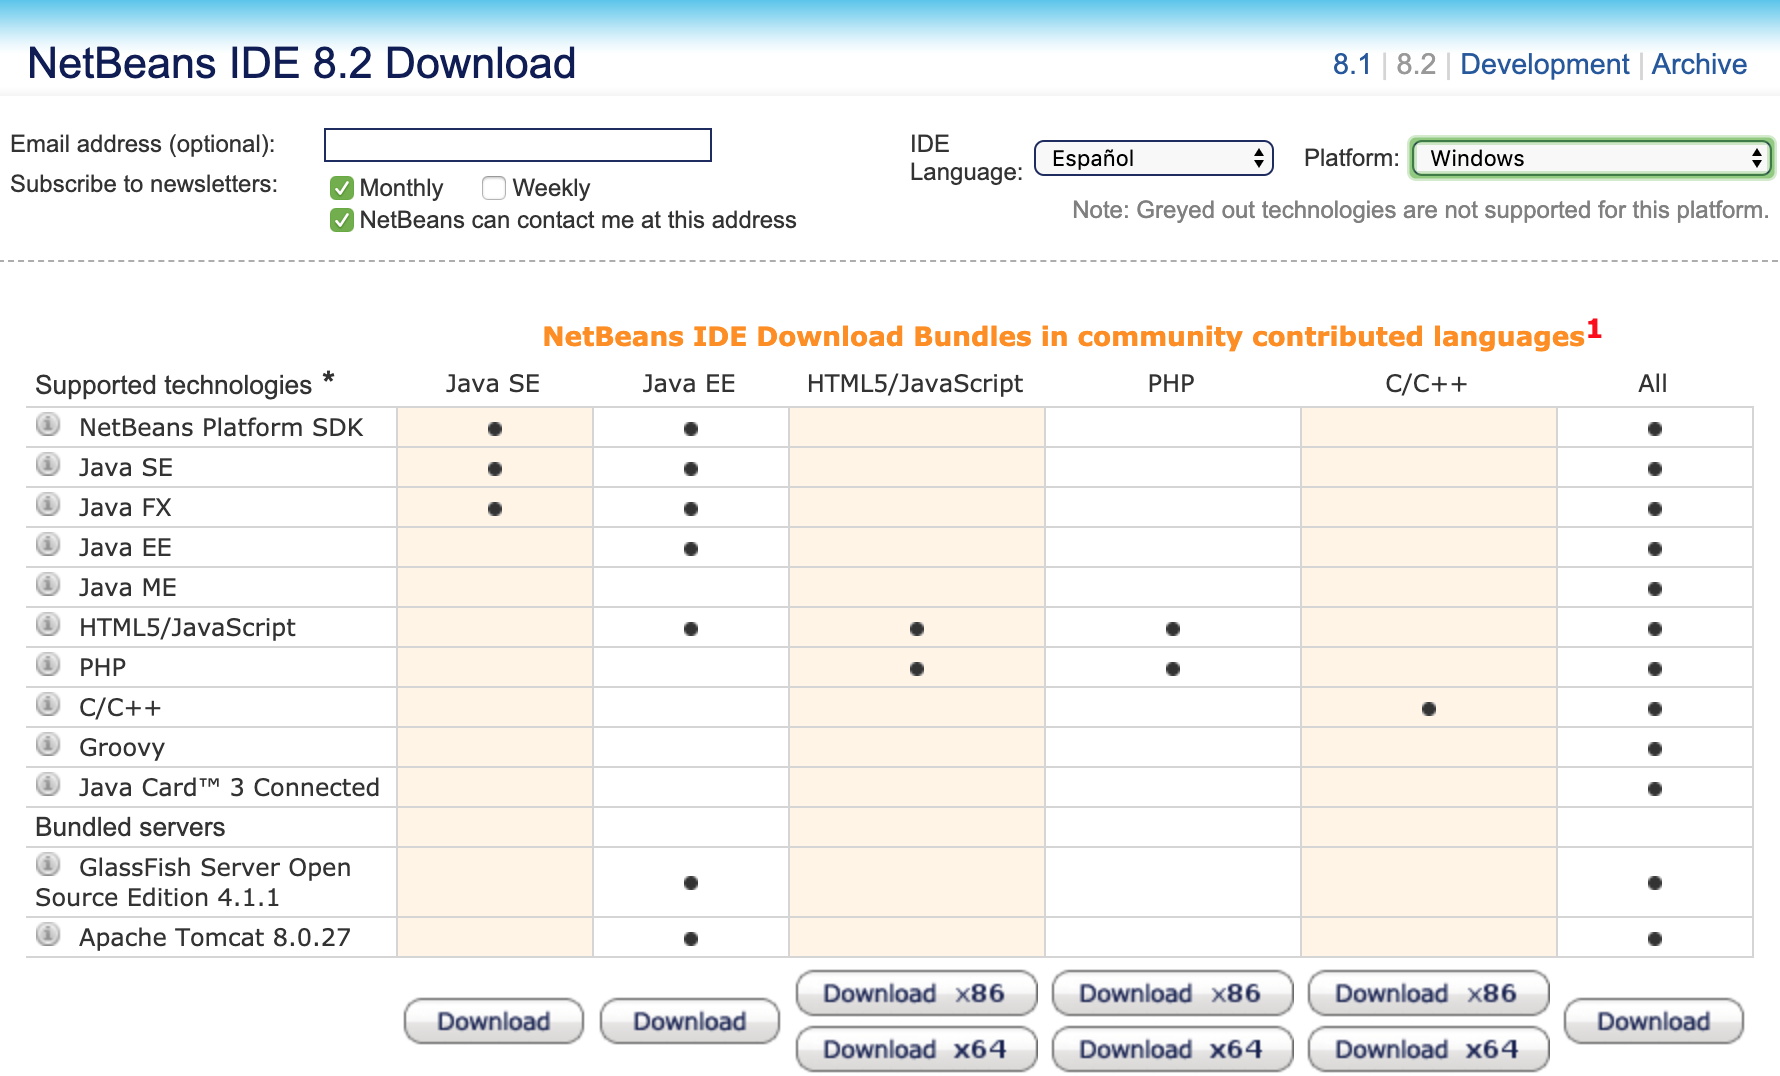 NetBeans IDE 8.2 Download
8.1 | 8.2 | Development | Archive
Email address (optional):
Subscribe to newsletters:
Monthly Weekly
NetBeans can contact me at this address
IDE
Language:
Español
Platform:
Windows
Note: Greyed out technologies are not supported for this platform.
NetBeans IDE Download Bundles in community contributed languages1
Supported technologies * Java SE Java EE HTML5/JavaScript PHP C/C++ All
NetBeans Platform SDK
Java SE
Java FX
Java EE
Java ME
HTML5/JavaScript
PHP
C/C++
Groovy
Java Card™ 3 Connected
Bundled servers
GlassFish Server Open
Source Edition 4.1.1
Apache Tomcat 8.0.27
Download Download Download x86 Download x86 Download x86 Download
Download x64 Download x64 Download x64